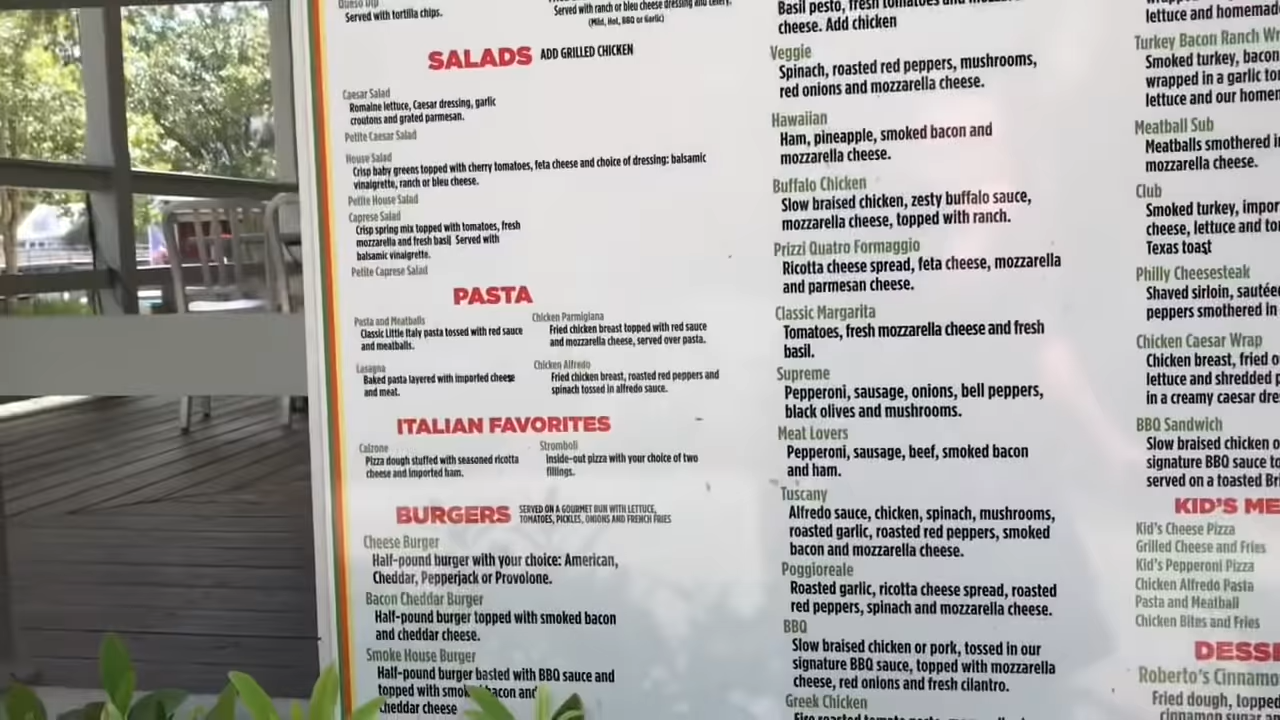 Queso Dip
Served with tortilla chips.
Served with ranch or bleu cheese dressing and celery.
(Mild, Hot, BBQ or Garlic)
SALADS ADD GRILLED CHICKEN
Caesar Salad
Romaine lettuce, Caesar dressing, garlic
croutons and grated parmesan.
Petite Caesar Salad
House Salad
Crisp baby greens topped with cherry tomatoes, feta cheese and choice of dressing: balsamic
vinaigrette, ranch or bleu cheese.
Petite House Salad
Caprese Salad
Crisp spring mix topped with tomatoes, fresh
mozzarella and fresh basil Served with
balsamic vinaigrette.
Petite Caprese Salad
PASTA
Pasta and Meatballs
Classic Little Italy pasta tossed with red sauce
and meatballs.
Lasagna
Baked pasta layered with imported cheese
and meat.
Chicken Parmigiana
Fried chicken breast topped with red sauce
and mozzarella cheese, served over pasta.
Chicken Alfredo
Fried chicken breast, roasted red peppers and
spinach tossed in alfredo sauce.
ITALIAN FAVORITES
Calzone
Pizza dough stuffed with seasoned ricotta
cheese and imported ham.
Stromboli
Inside-out pizza with your choice of two
fillings.
BURGERS SERVED ON A GOURMET BUN WITH LETTUCE,
TOMATOES, PICKLES, ONIONS AND FRENCH FRIES
Cheese Burger
Half-pound burger with your choice: American,
Cheddar, Pepperjack or Provolone.
Bacon Cheddar Burger
Half-pound burger topped with smoked bacon
and cheddar cheese.
Smoke House Burger
Half-pound burger basted with BBQ sauce and
topped with bacon and
cheddar cheese
Basil pesto, fresh tomatoes and
cheese. Add chicken
Veggie
Spinach, roasted red peppers, mushrooms,
red onions and mozzarella cheese.
Hawaiian
Ham, pineapple, smoked bacon and
mozzarella cheese.
Buffalo Chicken
Slow braised chicken, zesty buffalo sauce,
mozzarella cheese, topped with ranch.
Prizzi Quatro Formaggio
Ricotta cheese spread, feta cheese, mozzarella
and parmesan cheese.
Classic Margarita
Tomatoes, fresh mozzarella cheese and fresh
basil.
Supreme
Pepperoni, sausage, onions, bell peppers,
black olives and mushrooms.
Meat Lovers
Pepperoni, sausage, beef, smoked bacon
and ham.
Tuscany
Alfredo sauce, chicken, spinach, mushrooms,
roasted garlic, roasted red peppers, smoked
bacon and mozzarella cheese.
Poggioreale
Roasted garlic, ricotta cheese spread, roasted
red peppers, spinach and mozzarella cheese.
BBQ
Slow braised chicken or pork, tossed in our
signature BBQ sauce, topped with mozzarella
cheese, red onions and fresh cilantro.
Greek Chicken
lettuce and
Turkey Bacon Ranch
Smoked turkey, bacon
wrapped in a garlic
lettuce and our
Meatball Sub
Meatballs smothered
mozzarella cheese.
Club
Smoked turkey,
cheese, lettuce and
Texas toast
Philly Cheesesteak
Shaved sirloin,
peppers smothered in
Chicken Caesar Wrap
Chicken breast, fried
lettuce and shredded
in a creamy caesar
BBQ Sandwich
Slow braised chicken
signature BBQ sauce
served on a toasted
KID'S
Kid's Cheese Pizza
Grilled Cheese and Fries
Kid's Pepperoni Pizza
Chicken Alfredo Pasta
Pasta and Meatball
Chicken Bites and Fries
Roberto's
Fried dough, topped
cinnamon sugar